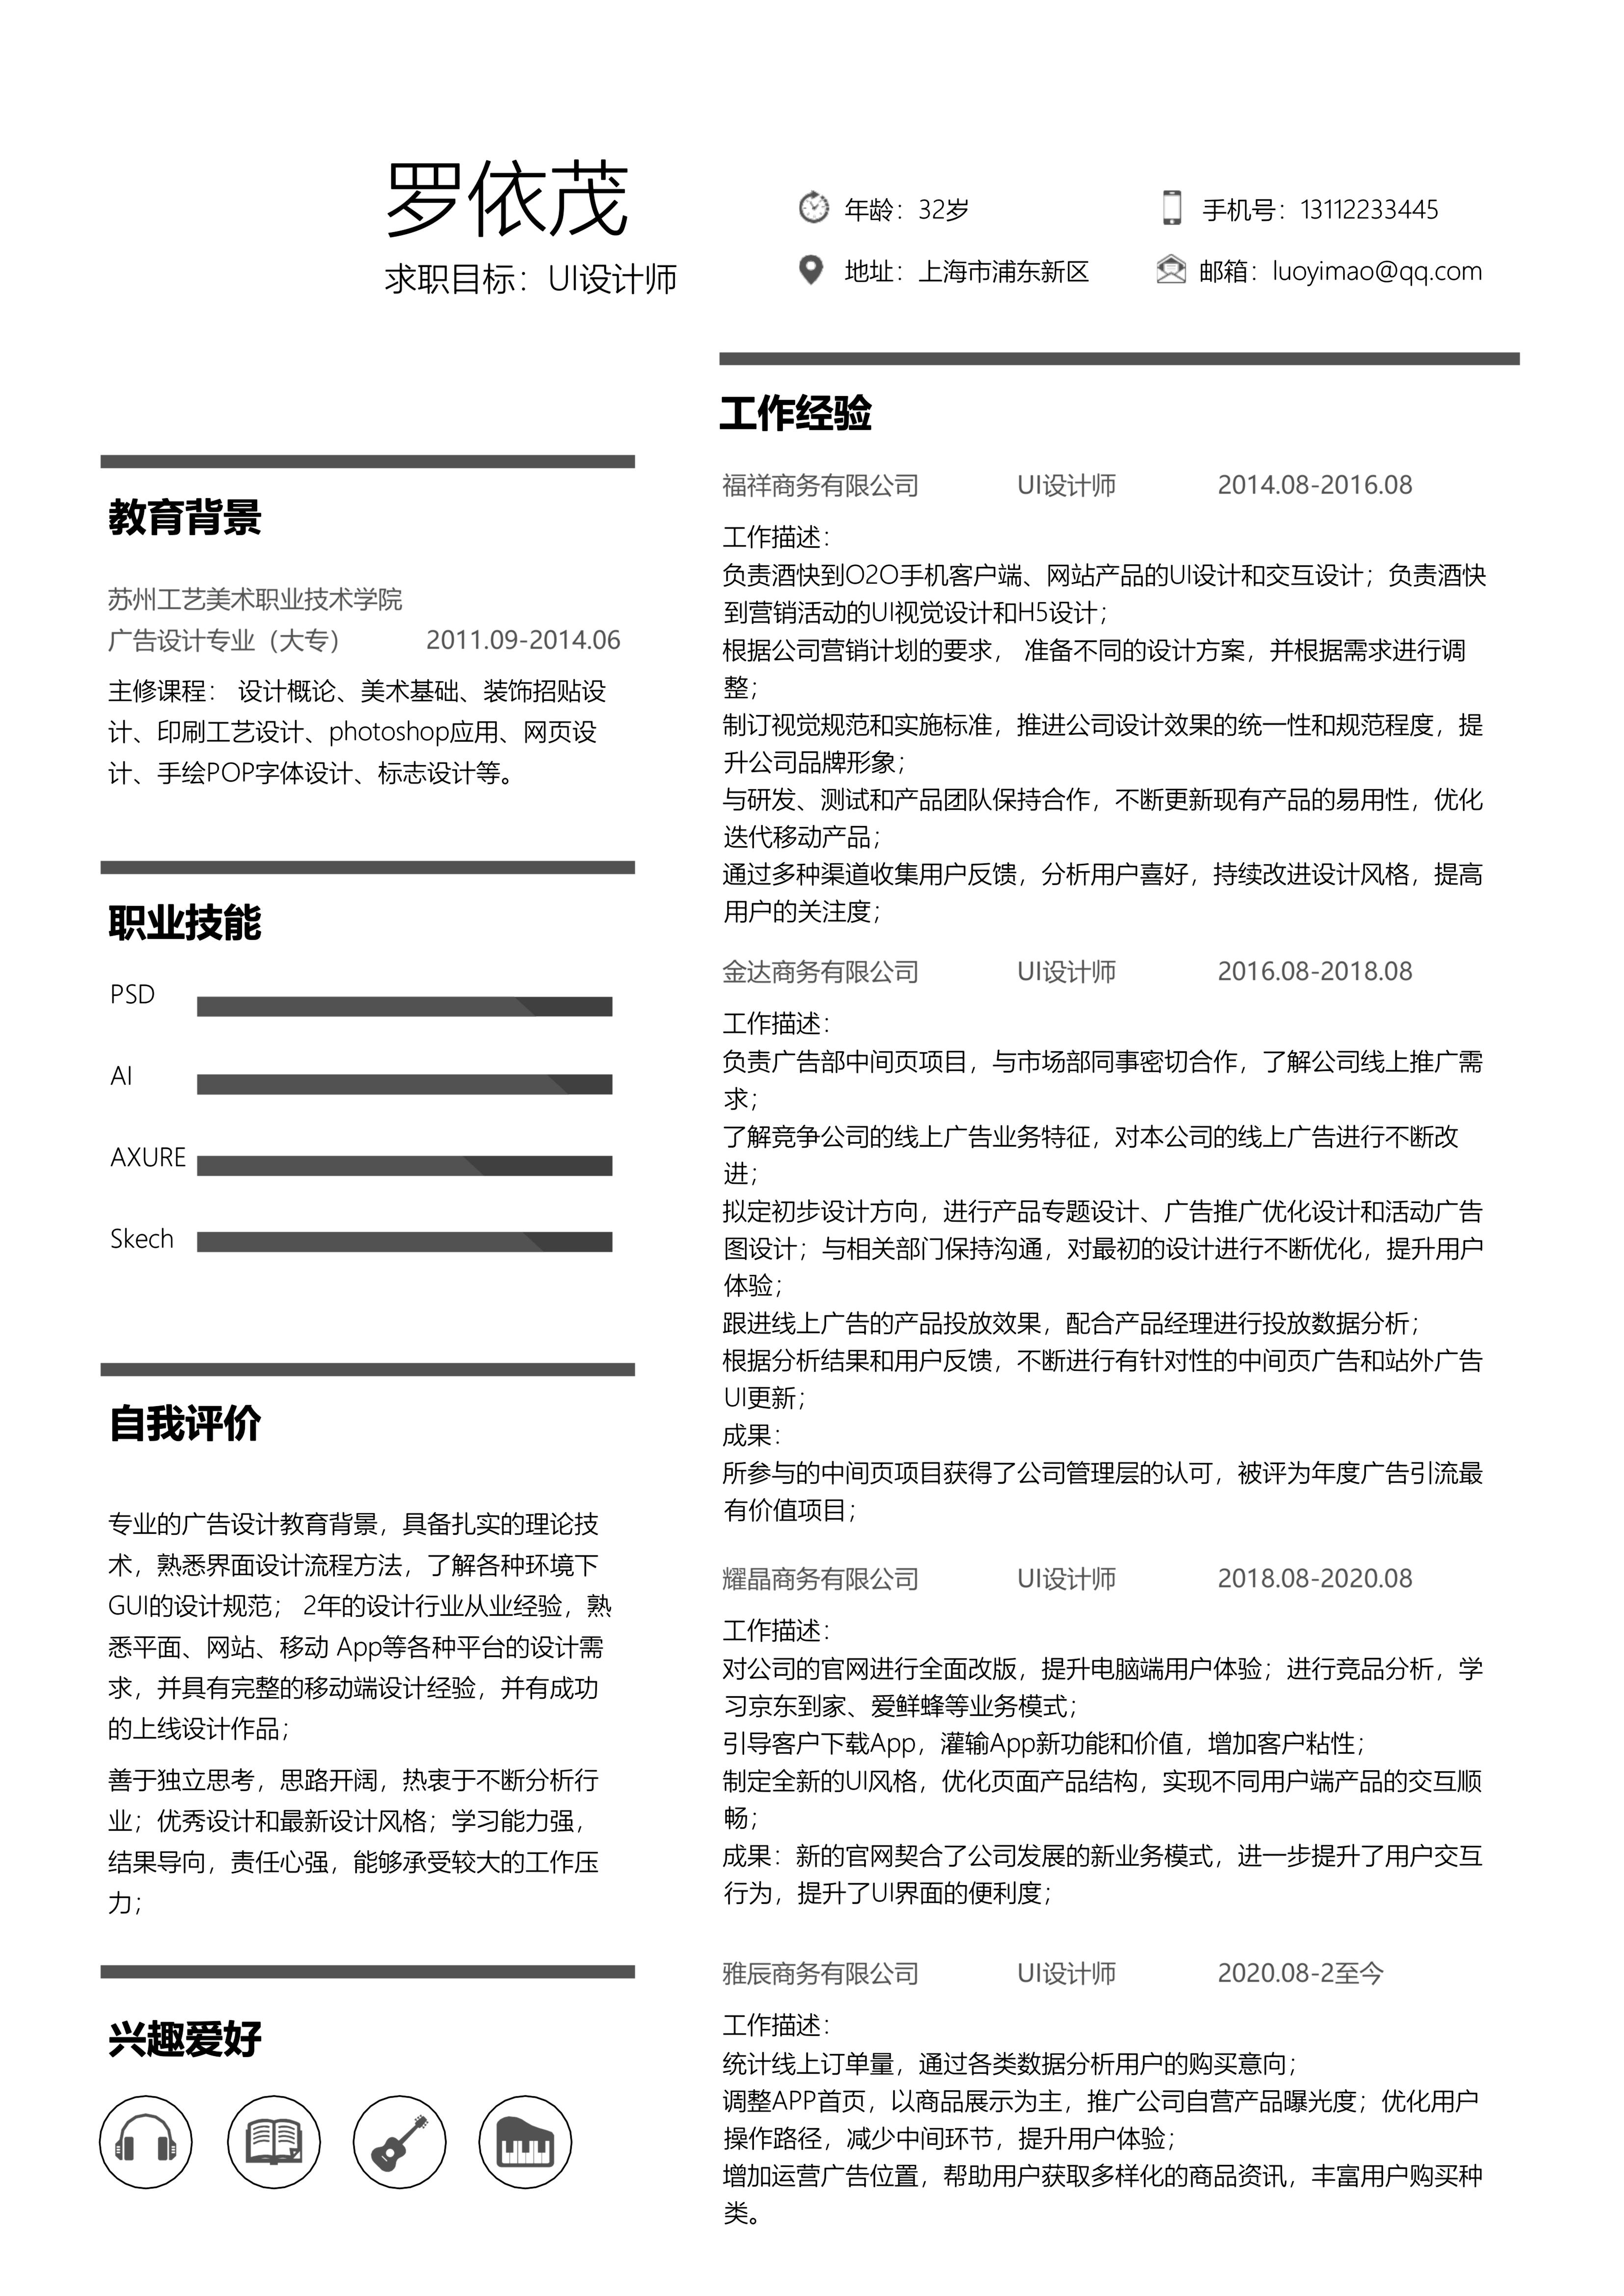 罗依茂
求职目标：UI设计师
年龄：32岁
手机号：13112233445
地址：上海市浦东新区
邮箱：luoyimao@qq.com
教育背景
苏州工艺美术职业技术学院
广告设计专业（大专） 2011.09-2014.06
主修课程： 设计概论、美术基础、装饰招贴设
计、印刷工艺设计、photoshop应用、网页设
计、手绘POP字体设计、标志设计等。
职业技能
PSD
AI
AXURE
Skech
自我评价
专业的广告设计教育背景，具备扎实的理论技
术，熟悉界面设计流程方法，了解各种环境下
GUI的设计规范； 2年的设计行业从业经验，熟
悉平面、网站、移动 App等各种平台的设计需
求，并具有完整的移动端设计经验，并有成功
的上线设计作品；
善于独立思考，思路开阔，热衷于不断分析行
业；优秀设计和最新设计风格；学习能力强，
结果导向，责任心强，能够承受较大的工作压
力；
兴趣爱好
工作经验
福祥商务有限公司 UI设计师 2014.08-2016.08
工作描述：
负责酒快到O2O手机客户端、网站产品的UI设计和交互设计；负责酒快
到营销活动的UI视觉设计和H5设计；
根据公司营销计划的要求， 准备不同的设计方案，并根据需求进行调
整；
制订视觉规范和实施标准，推进公司设计效果的统一性和规范程度，提
升公司品牌形象；
与研发、测试和产品团队保持合作，不断更新现有产品的易用性，优化
迭代移动产品；
通过多种渠道收集用户反馈，分析用户喜好，持续改进设计风格，提高
用户的关注度；
金达商务有限公司 UI设计师 2016.08-2018.08
工作描述：
负责广告部中间页项目，与市场部同事密切合作，了解公司线上推广需
求；
了解竞争公司的线上广告业务特征，对本公司的线上广告进行不断改
进；
拟定初步设计方向，进行产品专题设计、广告推广优化设计和活动广告
图设计；与相关部门保持沟通，对最初的设计进行不断优化，提升用户
体验；
跟进线上广告的产品投放效果，配合产品经理进行投放数据分析；
根据分析结果和用户反馈，不断进行有针对性的中间页广告和站外广告
UI更新；
成果：
所参与的中间页项目获得了公司管理层的认可，被评为年度广告引流最
有价值项目；
耀晶商务有限公司 UI设计师 2018.08-2020.08
工作描述：
对公司的官网进行全面改版，提升电脑端用户体验；进行竞品分析，学
习京东到家、爱鲜蜂等业务模式；
引导客户下载App，灌输App新功能和价值，增加客户粘性；
制定全新的UI风格，优化页面产品结构，实现不同用户端产品的交互顺
畅；
成果：新的官网契合了公司发展的新业务模式，进一步提升了用户交互
行为，提升了UI界面的便利度；
雅辰商务有限公司 UI设计师 2020.08-2至今
工作描述：
统计线上订单量，通过各类数据分析用户的购买意向；
调整APP首页，以商品展示为主，推广公司自营产品曝光度；优化用户
操作路径，减少中间环节，提升用户体验；
增加运营广告位置，帮助用户获取多样化的商品资讯，丰富用户购买种
类。